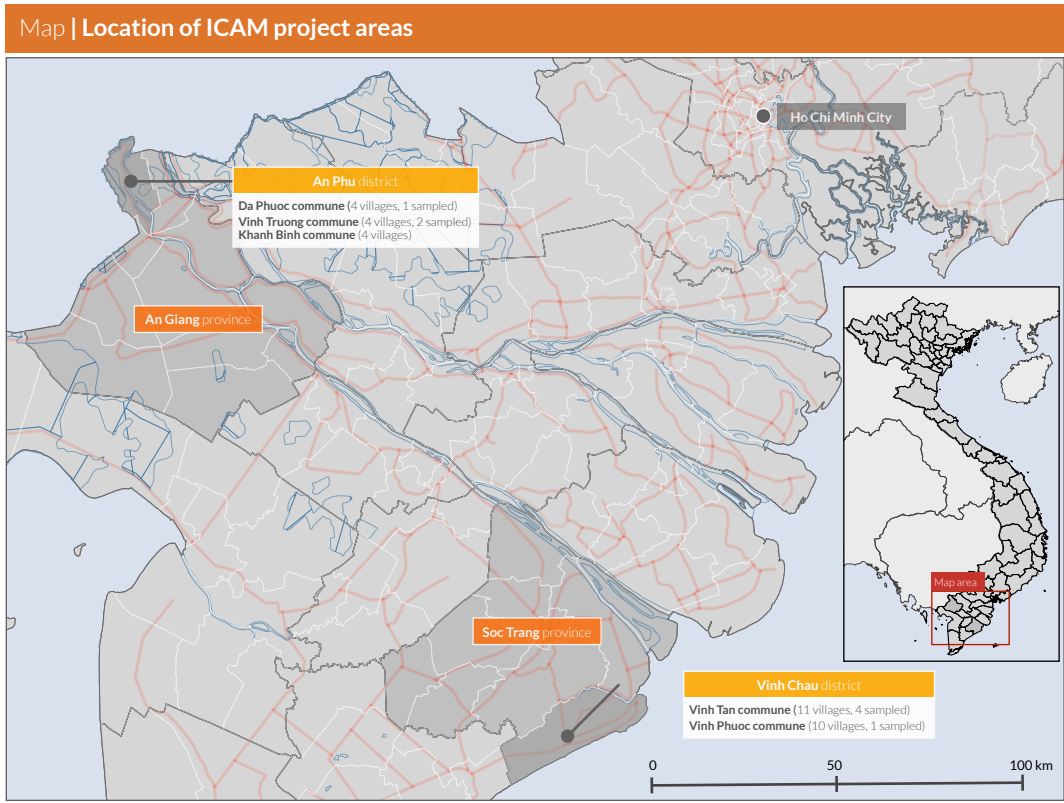 Map | Location of ICAM project areas
Ho Chi Minh City
An Phu district
Da Phuoc commune (4 villages, 1 sampled)
Vinh Truong commune (4 villages, 2 sampled)
Khanh Binh commune (4 villages)
An Giang province
Map area
Soc Trang province
Vinh Chau district
Vinh Tan commune (11 villages, 4 sampled)
Vinh Phuoc commune (10 villages, 1 sampled)
0 50 100 km